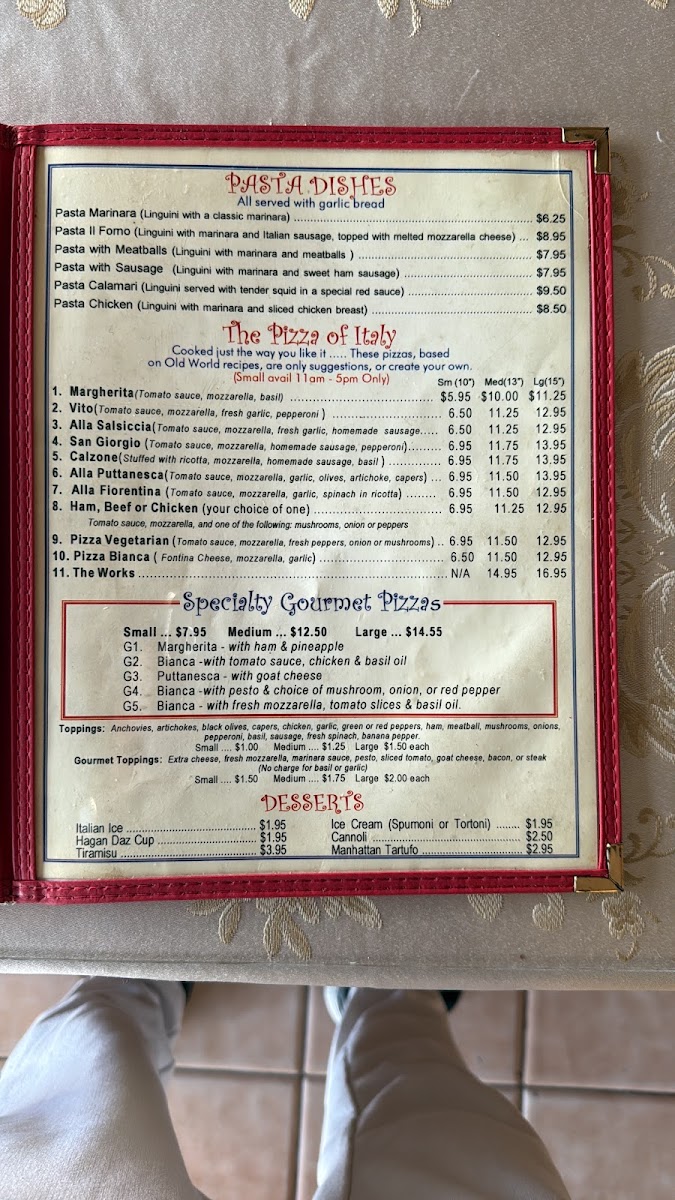 PASTA DISHES
All served with garlic bread
Pasta Marinara (Linguini with a classic marinara) ........ $6.25
Pasta Il Forno (Linguini with marinara and Italian sausage, topped with melted mozzarella cheese) ... $8.95
Pasta with Meatballs (Linguini with marinara and meatballs ) ........ $7.95
Pasta with Sausage (Linguini with marinara and sweet ham sausage) ........ $7.95
Pasta Calamari (Linguini served with tender squid in a special red sauce) ........ $9.50
Pasta Chicken (Linguini with marinara and sliced chicken breast) ........ $8.50
The Pizza of Italy
Cooked just the way you like it ..... These pizzas, based
on Old World recipes, are only suggestions, or create your own.
(Small avail 11am - 5pm Only)
Sm (10") Med(13") Lg(15")
1. Margherita(Tomato sauce, mozzarella, basil) ........ $5.95 $10.00 $11.25
2. Vito(Tomato sauce, mozzarella, fresh garlic, pepperoni ) ........ 6.50 11.25 12.95
3. Alla Salsiccia(Tomato sauce, mozzarella, fresh garlic, homemade sausage..... 6.50 11.25 12.95
4. San Giorgio (Tomato sauce, mozzarella, homemade sausage, pepperoni)........ 6.95 11.75 13.95
5. Calzone(Stuffed with ricotta, mozzarella, homemade sausage, basil ) ........ 6.95 11.75 13.95
6. Alla Puttanesca(Tomato sauce, mozzarella, garlic, olives, artichoke, capers) ... 6.95 11.50 13.95
7. Alla Fiorentina (Tomato sauce, mozzarella, garlic, spinach in ricotta) ........ 6.95 11.50 12.95
8. Ham, Beef or Chicken (your choice of one) ........ 6.95 11.25 12.95
Tomato sauce, mozzarella, and one of the following: mushrooms, onion or peppers
9. Pizza Vegetarian (Tomato sauce, mozzarella, fresh peppers, onion or mushrooms) .. 6.95 11.50 12.95
10. Pizza Bianca ( Fontina Cheese, mozzarella, garlic) ........ 6.50 11.50 12.95
11. The Works ........ N/A 14.95 16.95
Specialty Gourmet Pizzas
Small ... $7.95 Medium ... $12.50 Large ... $14.55
G1. Margherita - with ham & pineapple
G2. Bianca -with tomato sauce, chicken & basil oil
G3. Puttanesca -with goat cheese
G4. Bianca -with pesto & choice of mushroom, onion, or red pepper
G5. Bianca - with fresh mozzarella, tomato slices & basil oil.
Toppings: Anchovies, artichokes, black olives, capers, chicken, garlic, green or red peppers, ham, meatball, mushrooms, onions,
pepperoni, basil, sausage, fresh spinach, banana pepper.
Small .... $1.00 Medium .... $1.25 Large $1.50 each
Gourmet Toppings: Extra cheese, fresh mozzarella, marinara sauce, pesto, sliced tomato, goat cheese, bacon, or steak
(No charge for basil or garlic)
Small .... $1.50 Medium .... $1.75 Large $2.00 each
DESSERTS
Italian Ice ........ $1.95
Hagan Daz Cup ........ $1.95
Tiramisu ........ $3.95
Ice Cream (Spumoni or Tortoni) ........ $1.95
Cannoli ........ $2.50
Manhattan Tartufo ........ $2.95